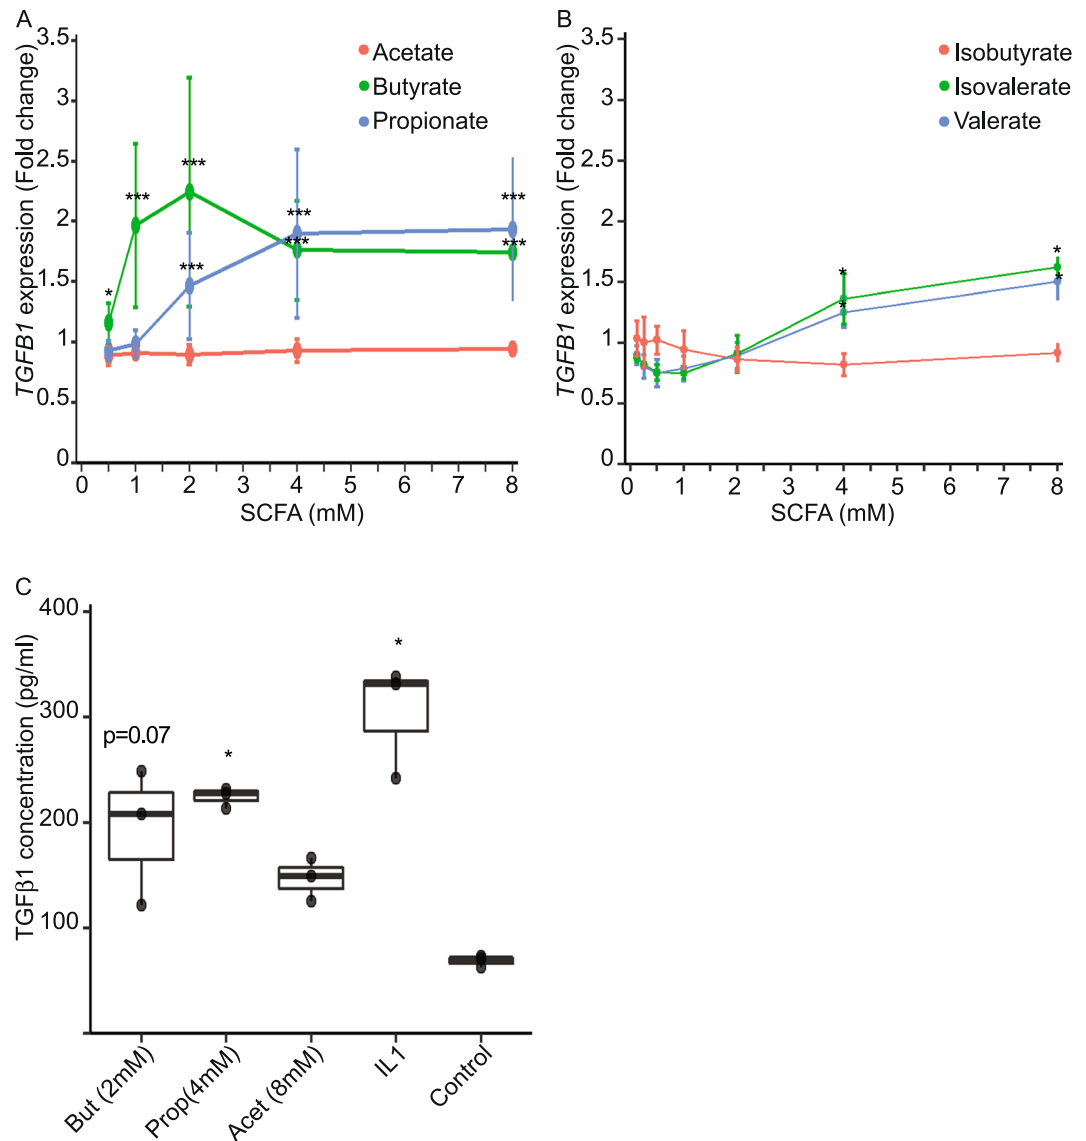 A
TGFB1 expression (Fold change)
3.5
3
2.5
2
1.5
1
0.5
0
Acetate
Butyrate
Propionate
*
***
***
***
***
***
***
***
0 1 2 3 4 5 6 7 8
SCFA (mM)
B
TGFB1 expression (Fold change)
3.5
3
2.5
2
1.5
1
0.5
0
Isobutyrate
Isovalerate
Valerate
*
*
*
*
0 1 2 3 4 5 6 7 8
SCFA (mM)
C
TGFβ1 concentration (pg/ml)
400
300
200
100
p=0.07
*
*
But (2mM)
Prop(4mM)
Acet (8mM)
IL1
Control